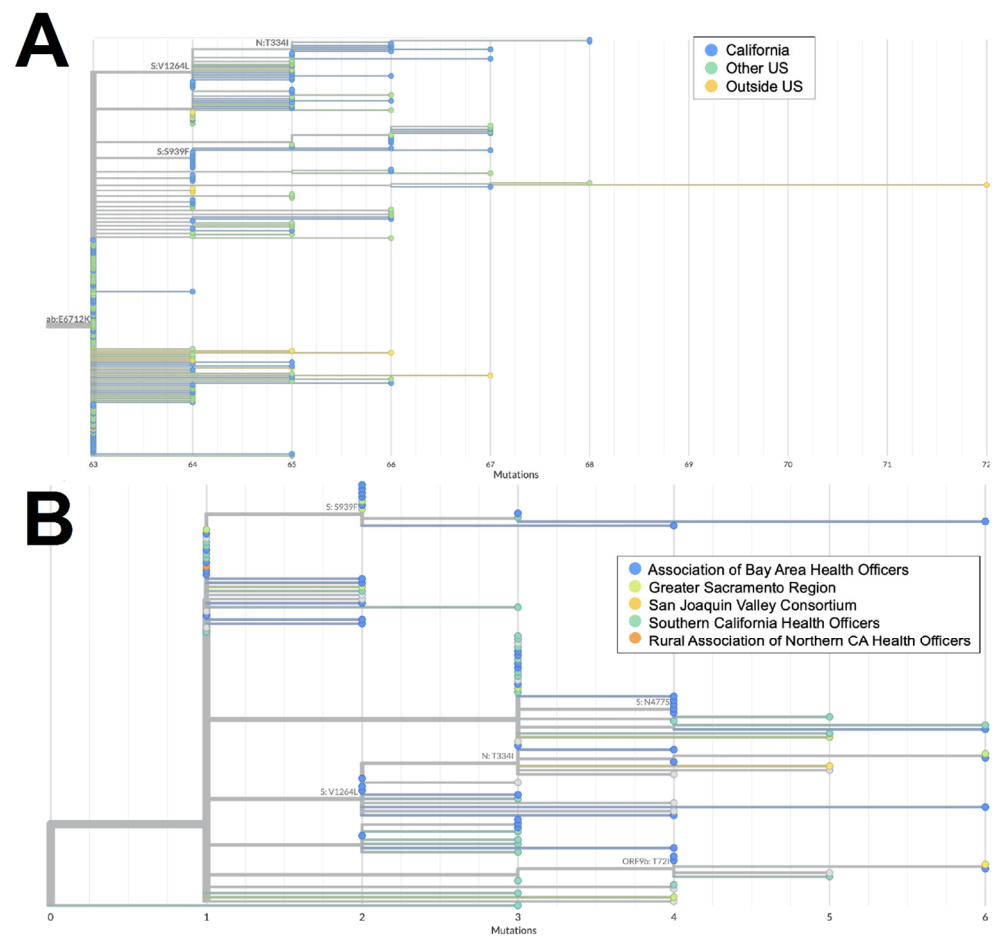 A
N:T334I
S:V1264L
California
Other US
Outside US
S:S939F
ab:E6712K
63 64 65 66 67 68 69 70 71 72
Mutations
B
S: S939F
Association of Bay Area Health Officers
Greater Sacramento Region
San Joaquin Valley Consortium
Southern California Health Officers
Rural Association of Northern CA Health Officers
S: N477S
N: T334I
S: V1264L
ORF9b: T72I
0 1 2 3 4 5 6
Mutations